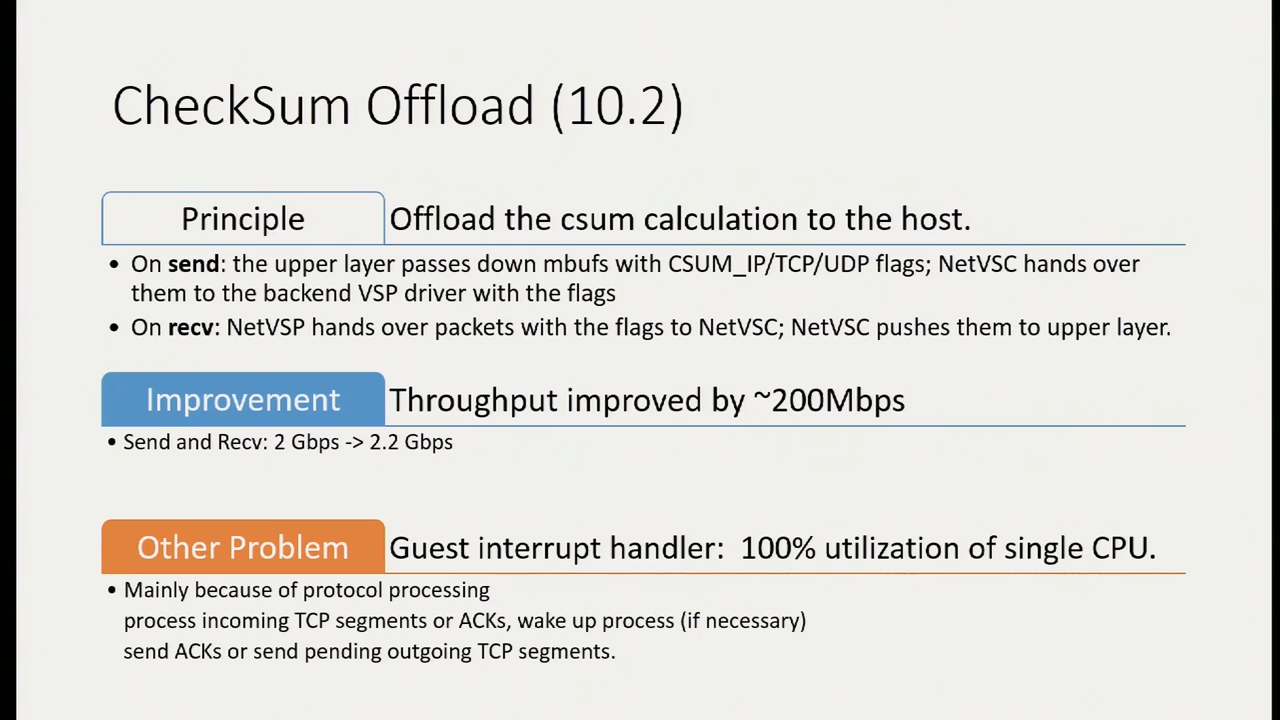 CheckSum Offload (10.2)
Principle
Offload the csum calculation to the host.
• On send: the upper layer passes down mbufs with CSUM_IP/TCP/UDP flags; NetVSC hands over
them to the backend VSP driver with the flags
• On recv: NetVSP hands over packets with the flags to NetVSC; NetVSC pushes them to upper layer.
Improvement
Throughput improved by ~200Mbps
• Send and Recv: 2 Gbps -> 2.2 Gbps
Other Problem
Guest interrupt handler:  100% utilization of single CPU.
• Mainly because of protocol processing
process incoming TCP segments or ACKs, wake up process (if necessary)
send ACKs or send pending outgoing TCP segments.